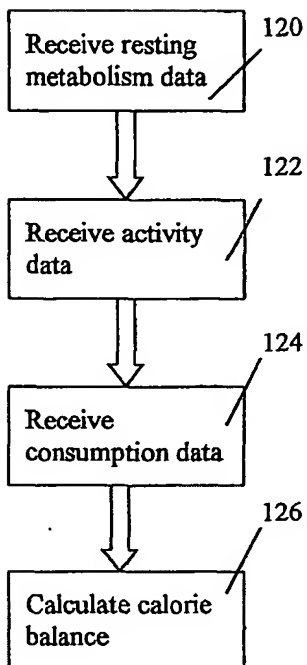 120
Receive resting
metabolism data
122
Receive activity
data
124
Receive
consumption data
126
Calculate calorie
balance